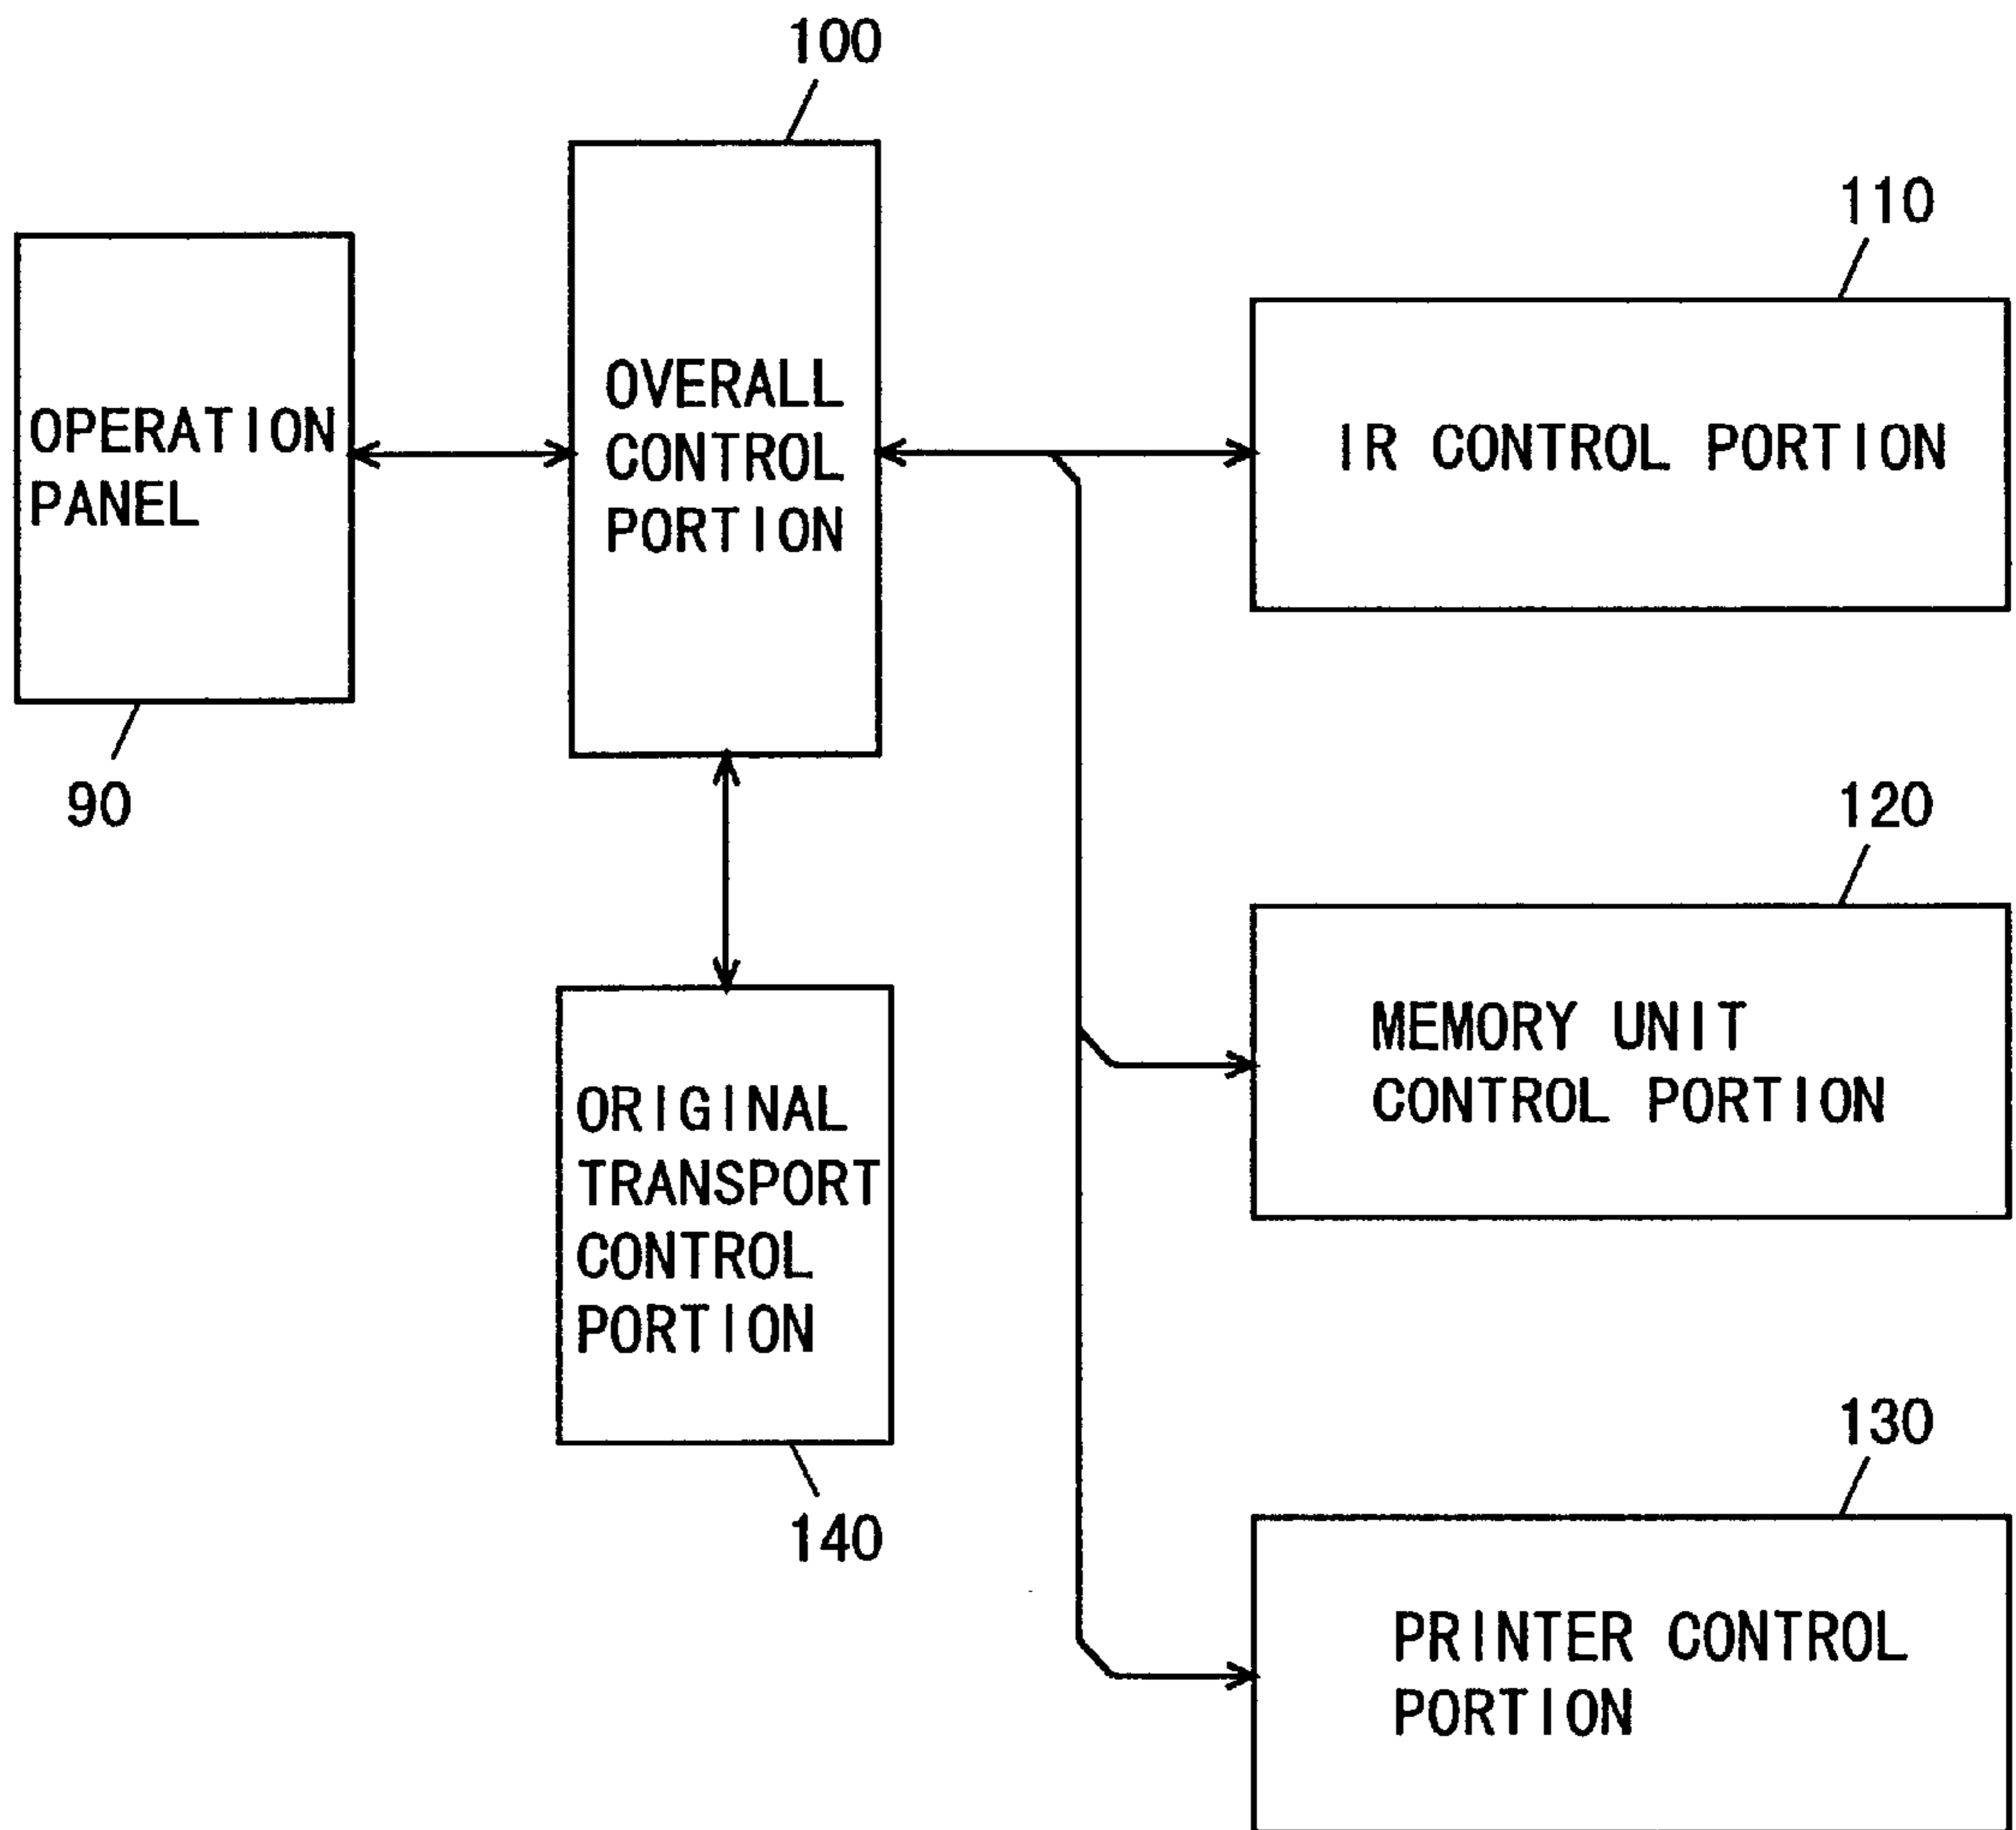 100
OVERALL
CONTROL
PORTION
OPERATION
PANEL
90
110
IR CONTROL PORTION
120
MEMORY UNIT
CONTROL PORTION
ORIGINAL
TRANSPORT
CONTROL
PORTION
140
130
PRINTER CONTROL
PORTION